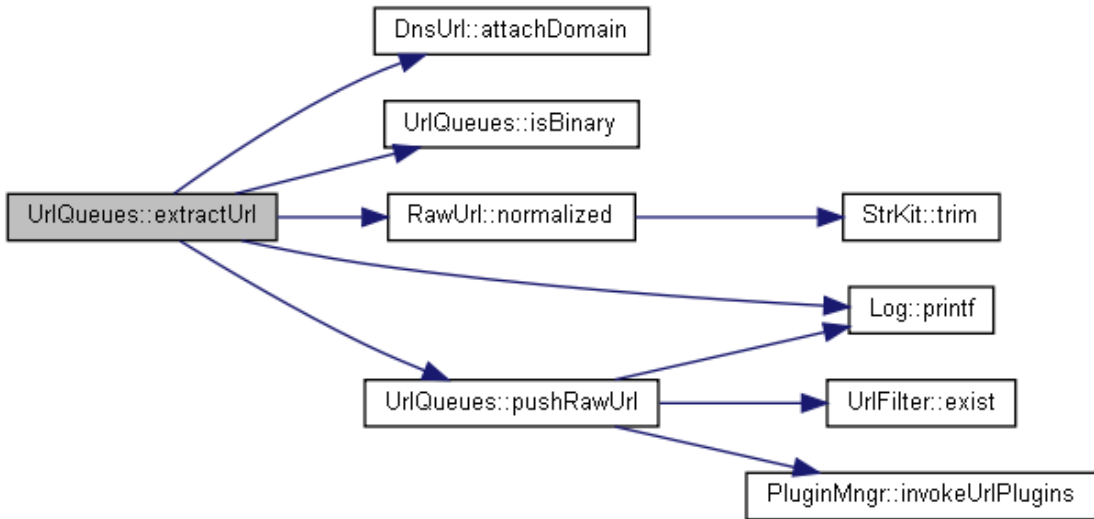 DnsUrl::attachDomain
UrlQueues::isBinary
UrlQueues::extractUrl
RawUrl::normalized
StrKit::trim
Log::printf
UrlQueues::pushRawUrl
UrlFilter::exist
PluginMngr::invokeUrlPlugins